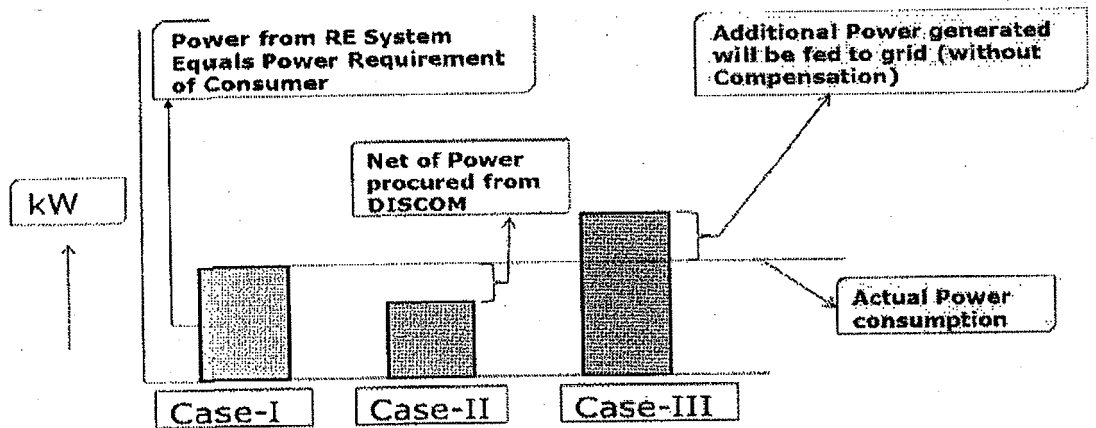 Power from RE System
Equals Power Requirement
of Consumer
Additional Power generated
will be fed to grid (without
Compensation)
Net of Power
procured from
DISCOM
kW
Actual Power
consumption
Case-I
Case-II
Case-III